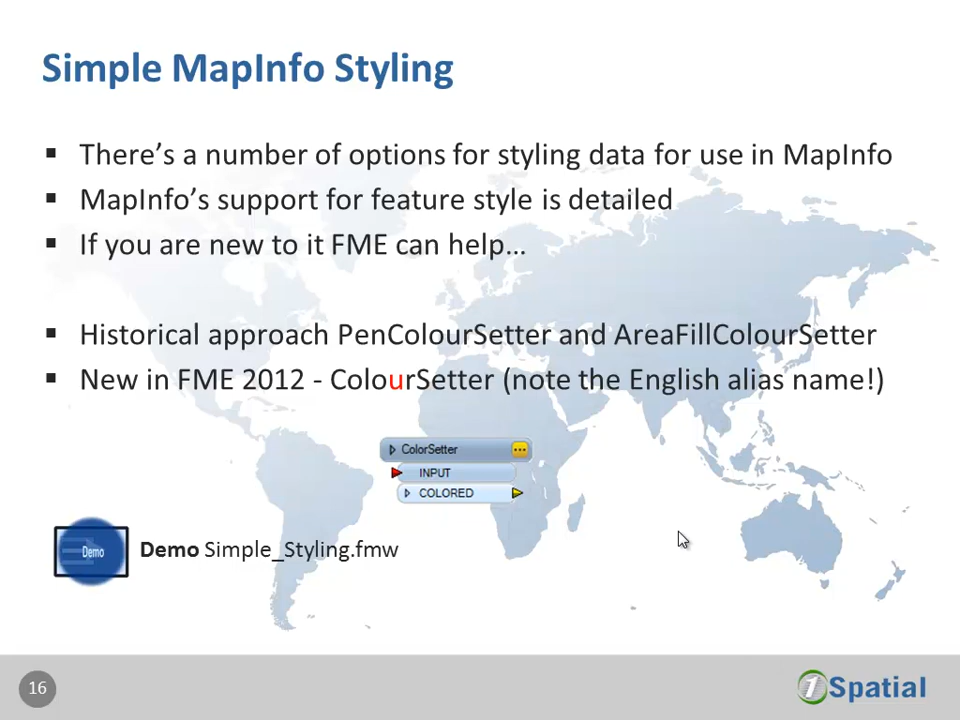 Simple MapInfo Styling
There’s a number of options for styling data for use in MapInfo
MapInfo’s support for feature style is detailed
If you are new to it FME can help…
Historical approach PenColourSetter and AreaFillColourSetter
New in FME 2012 - ColourSetter (note the English alias name!)
ColorSetter
INPUT
COLORED
Demo
Demo Simple_Styling.fmw
16
1Spatial